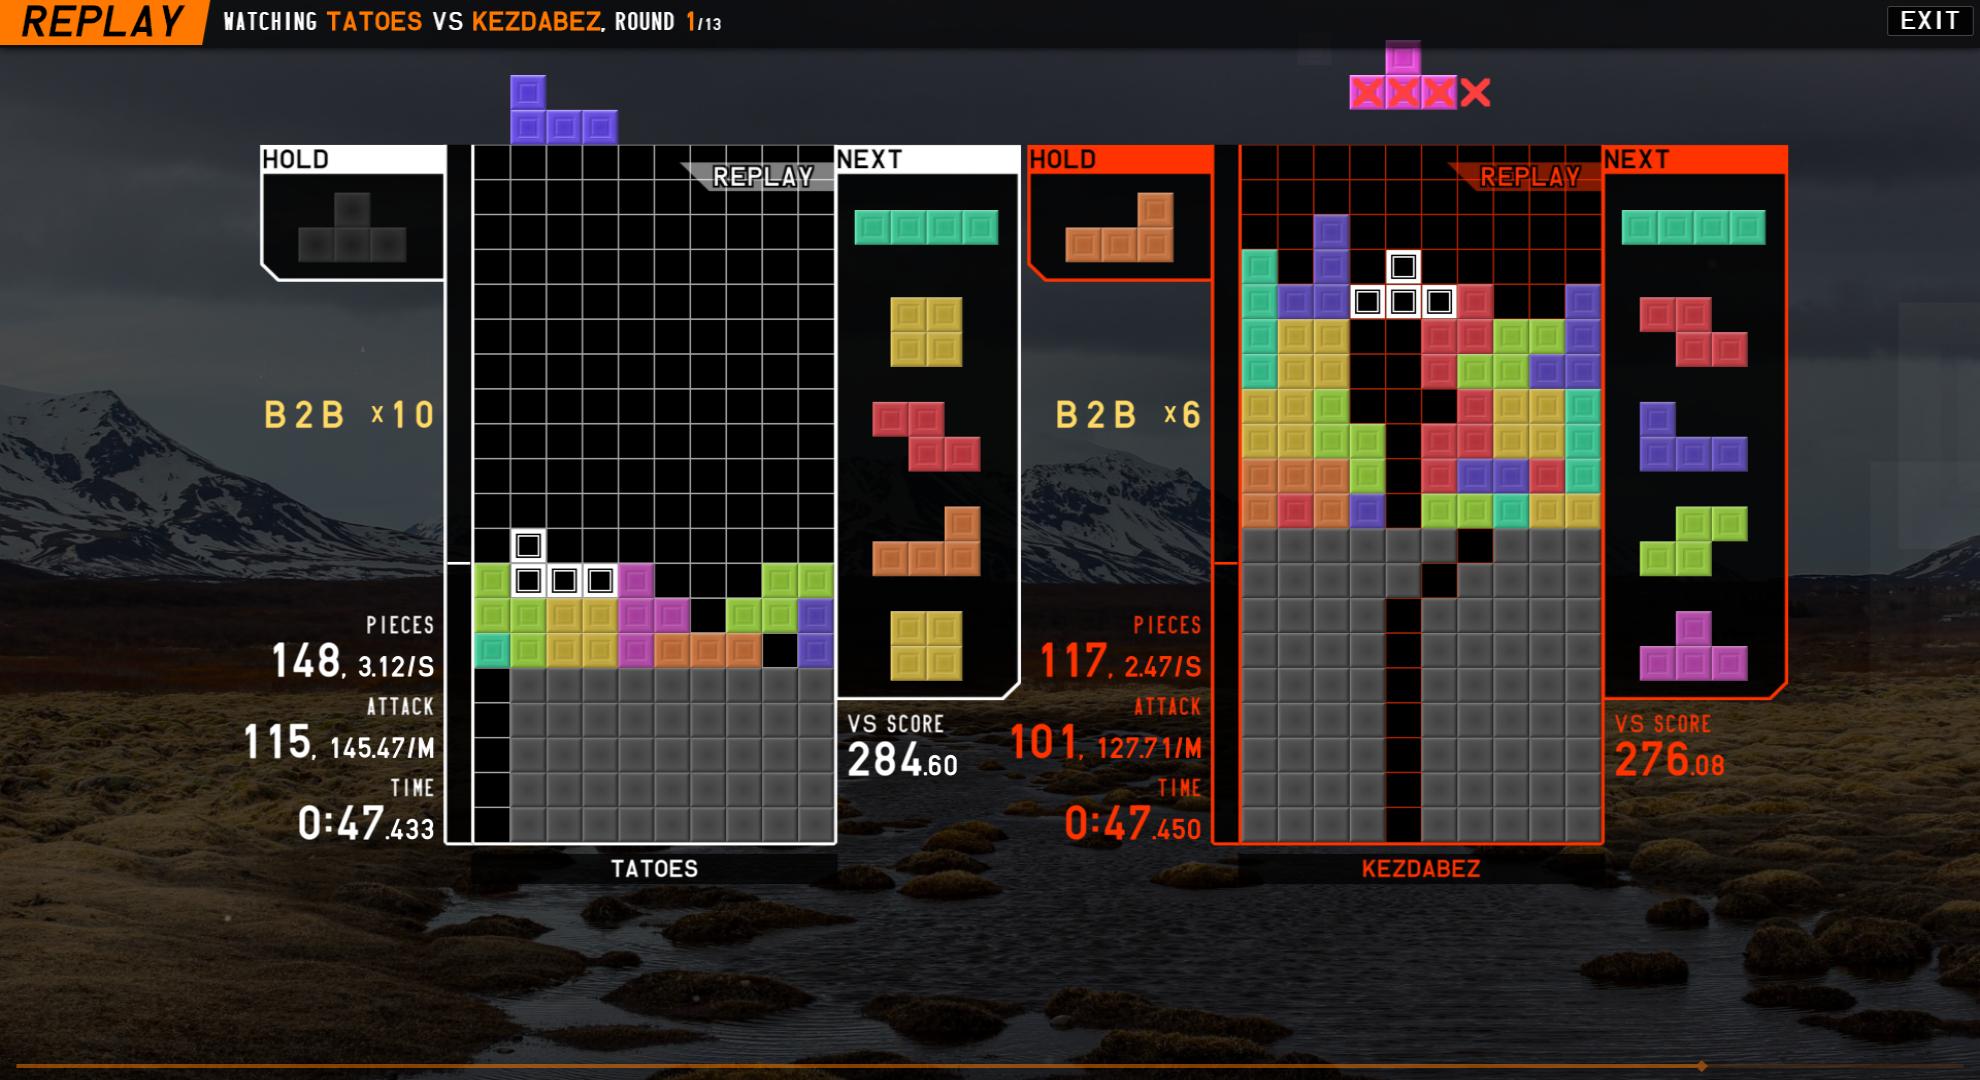 REPLAY
WATCHING TATOES VS KEZDABEZ, ROUND 1/13
EXIT
HOLD
REPLAY
NEXT
B2B x10
PIECES
148, 3.12/S
ATTACK
115, 145.47/M
TIME
0:47.433
VS SCORE
284.60
TATOES
HOLD
REPLAY
NEXT
B2B x6
PIECES
117, 2.47/S
ATTACK
101, 127.71/M
TIME
0:47.450
VS SCORE
276.08
KEZDABEZ